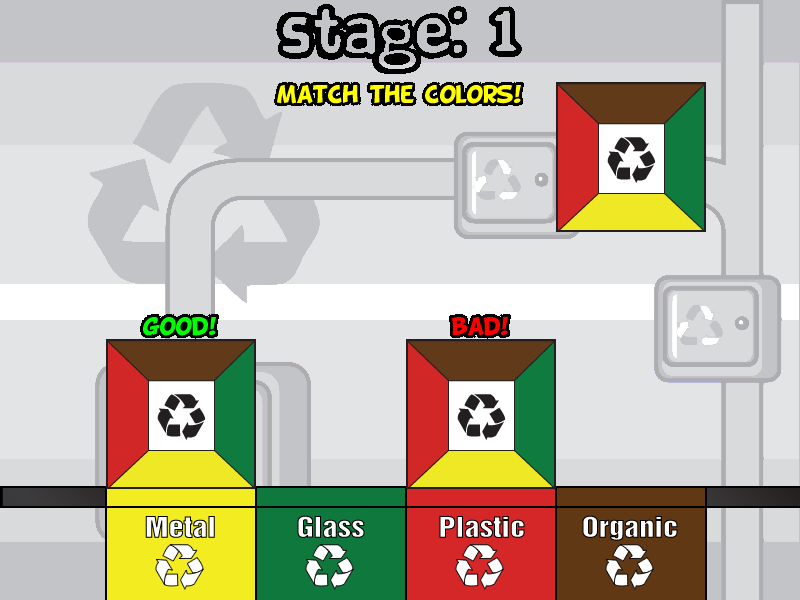 stage: 1
MATCH THE COLORS!
GOOD!
BAD!
Metal
Glass
Plastic
Organic